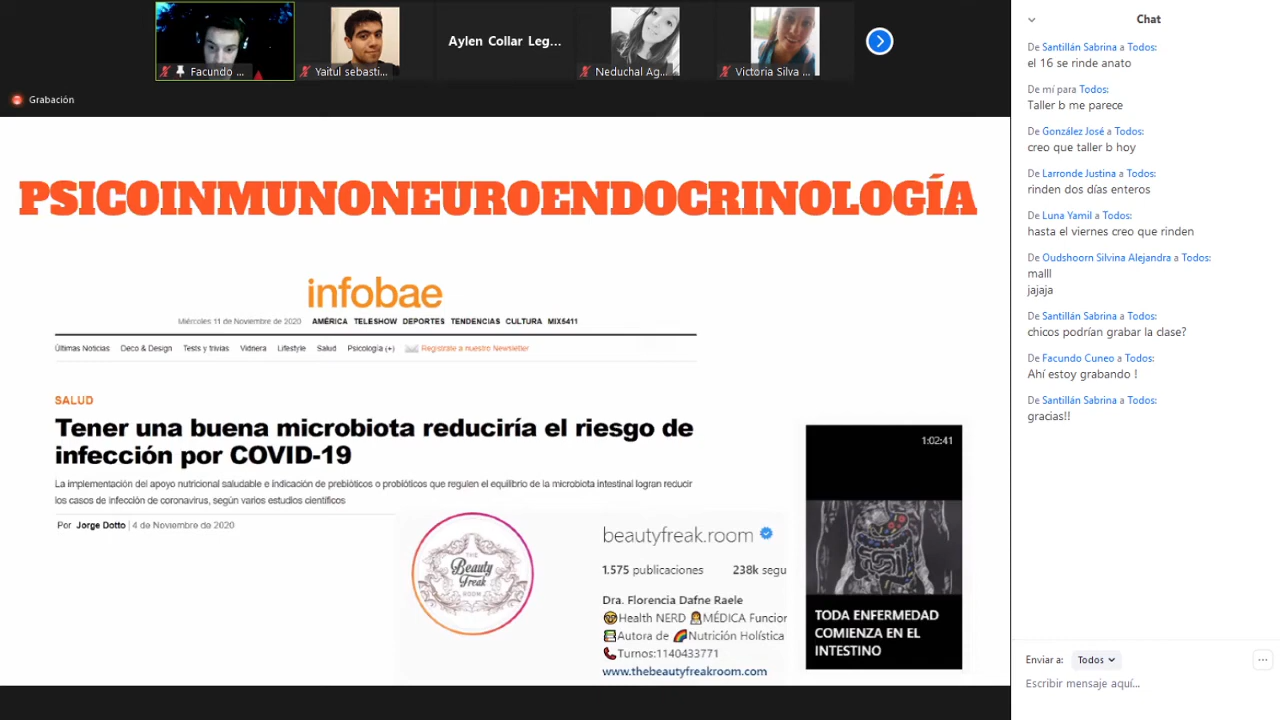 Facundo ...
Yaitul sebasti...
Aylen Collar Leg...
Neduchal Ag...
Victoria Silva ...
Grabación
PSICOINMUNONEUROENDOCRINOLOGÍA
infobae
Miércoles 11 de Noviembre de 2020 AMÉRICA TELESHOW DEPORTES TENDENCIAS CULTURA MIX5411
Últimas Noticias Deco & Design Tests y trivias Vidriera Lifestyle Salud Psicología (+) Registrate a nuestro Newsletter
SALUD
Tener una buena microbiota reduciría el riesgo de
infección por COVID-19
La implementación del apoyo nutricional saludable e indicación de prebióticos o probióticos que regulen el equilibrio de la microbiota intestinal logran reducir
los casos de infección de coronavirus, según varios estudios científicos
Por Jorge Dotto | 4 de Noviembre de 2020
THE
Beauty
Freak
ROOM
beautyfreak.room
1.575 publicaciones 238k segu
Dra. Florencia Dafne Raele
Health NERD MÉDICA Funcior
Autora de Nutrición Holística
Turnos:1140433771
www.thebeautyfreakroom.com
1:02:41
TODA ENFERMEDAD
COMIENZA EN EL
INTESTINO
Chat
De Santillán Sabrina a Todos:
el 16 se rinde anato
De mí para Todos:
Taller b me parece
De González José a Todos:
creo que taller b hoy
De Larronde Justina a Todos:
rinden dos días enteros
De Luna Yamil a Todos:
hasta el viernes creo que rinden
De Oudshoorn Silvina Alejandra a Todos:
malll
jajaja
De Santillán Sabrina a Todos:
chicos podrían grabar la clase?
De Facundo Cuneo a Todos:
Ahí estoy grabando !
De Santillán Sabrina a Todos:
gracias!!
Enviar a: Todos
Escribir mensaje aquí...